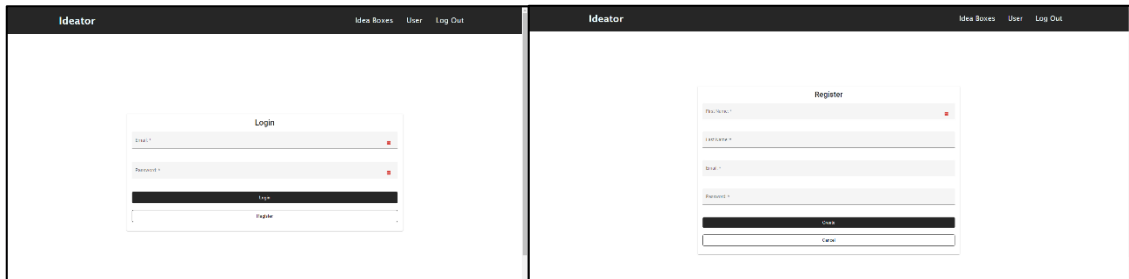 Ideator
Idea Boxes User Log Out
Login
Email *
Password *
Login
Register
Ideator
Idea Boxes User Log Out
Register
First Name *
Last Name *
Email *
Password *
Create
Cancel